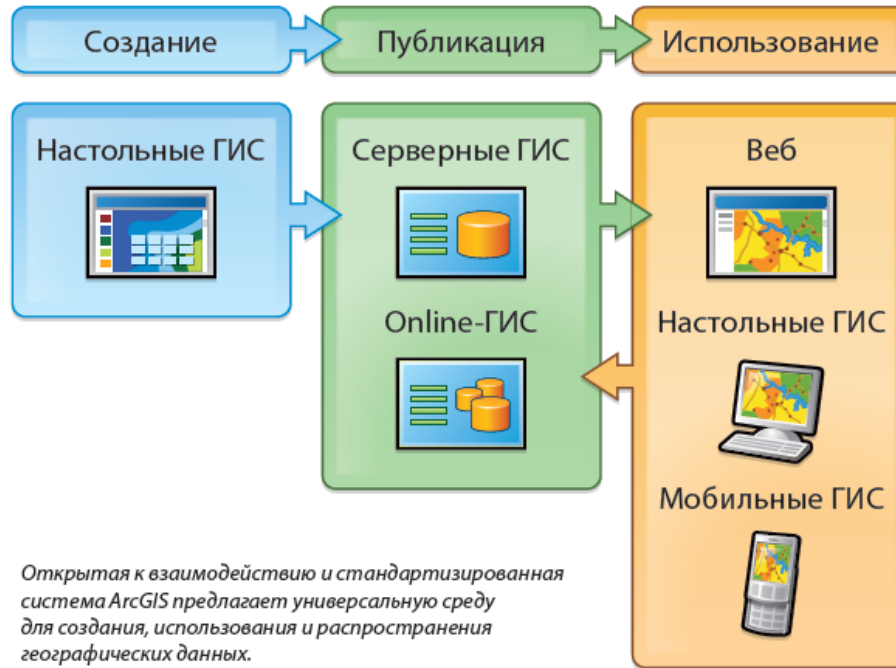 Создание
Публикация
Использование
Настольные ГИС
Серверные ГИС
Online-ГИС
Веб
Настольные ГИС
Мобильные ГИС
Открытая к взаимодействию и стандартизированная
система ArcGIS предлагает универсальную среду
для создания, использования и распространения
географических данных.